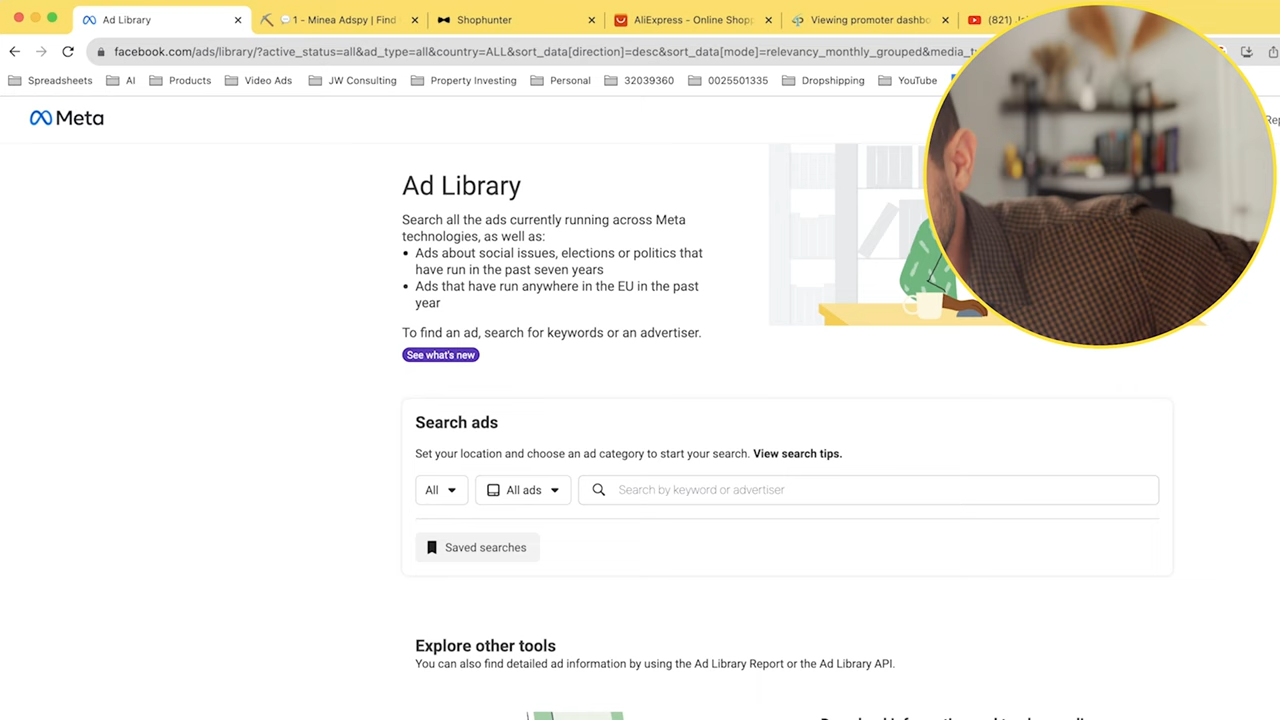 Ad Library
1 - Minea Adspy | Find
Shophunter
AliExpress - Online Shop
Viewing promoter dashbo
(821)
facebook.com/ads/library/?active_status=all&ad_type=all&country=ALL&sort_data[direction]=desc&sort_data[mode]=relevancy_monthly_grouped&media_t
Spreadsheets
AI
Products
Video Ads
JW Consulting
Property Investing
Personal
32039360
0025501335
Dropshipping
YouTube
Meta
Ad Library
Search all the ads currently running across Meta
technologies, as well as:
• Ads about social issues, elections or politics that
have run in the past seven years
• Ads that have run anywhere in the EU in the past
year
To find an ad, search for keywords or an advertiser.
See what's new
Search ads
Set your location and choose an ad category to start your search. View search tips.
All
All ads
Search by keyword or advertiser
Saved searches
Explore other tools
You can also find detailed ad information by using the Ad Library Report or the Ad Library API.